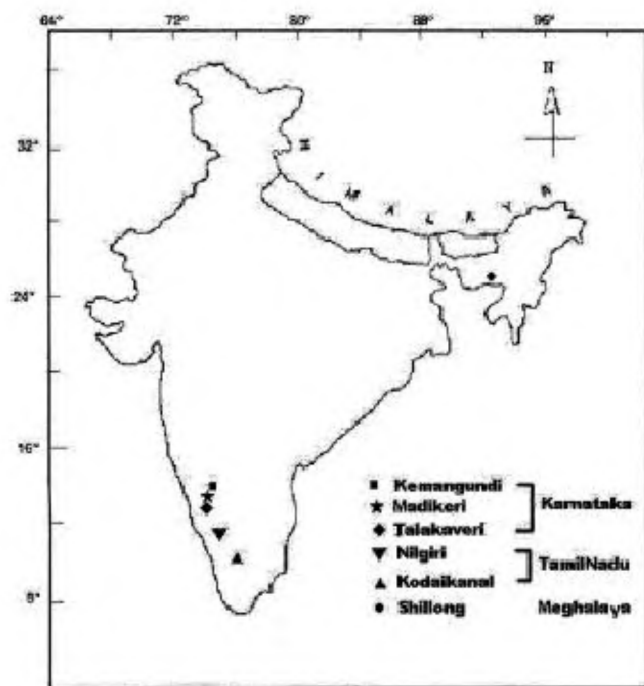 64° 72° 80° 88° 96°
N
32°
H I M A L A Y A
24°
16°
Kemangundi
Madikeri
Karnataka
Talakaveri
Nilgiri
TamilNadu
Kodaikanal
8°
Shillong Meghalaya